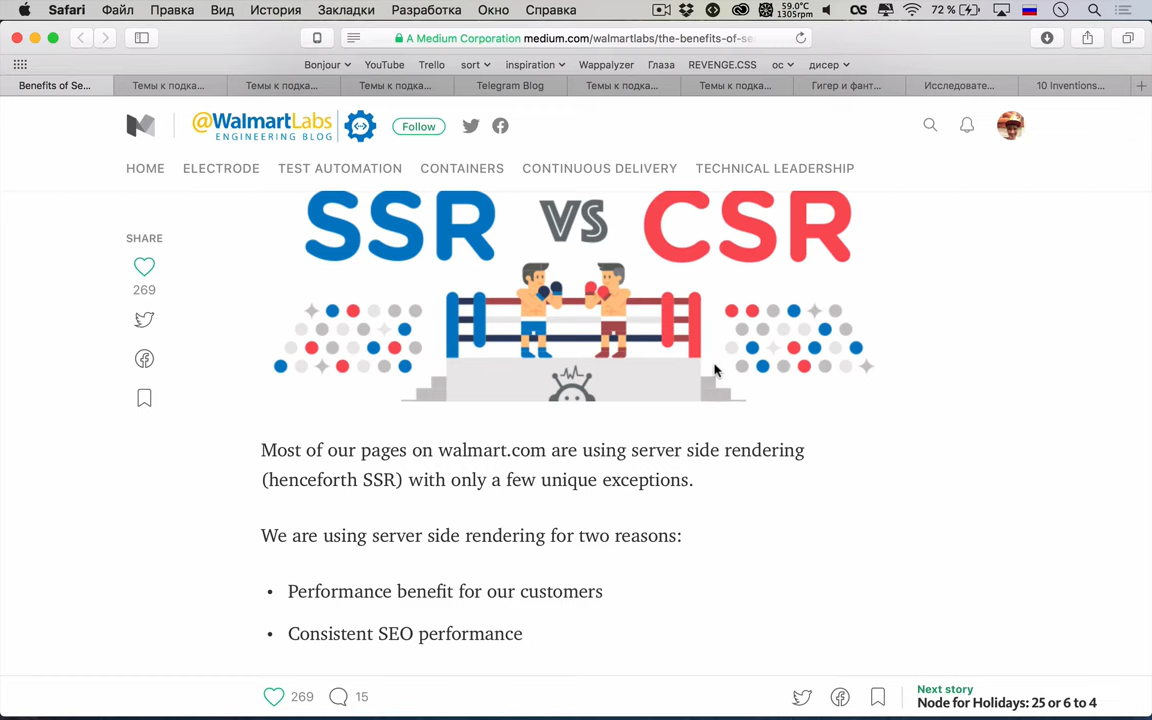 Safari Файл Правка Вид История Закладки Разработка Окно Справка 59.0°C 1305rpm OS 72 %
A Medium Corporation medium.com/walmartlabs/the-benefits-of-se
Bonjour YouTube Trello sort inspiration Wappalyzer Глаза REVENGE.CSS ос дисер
Benefits of Se... Темы к подка... Темы к подка... Темы к подка... Telegram Blog Темы к подка... Темы к подка... Гигер и фант... Исследовате... 10 Inventions...
@WalmartLabs
ENGINEERING BLOG
Follow
HOME ELECTRODE TEST AUTOMATION CONTAINERS CONTINUOUS DELIVERY TECHNICAL LEADERSHIP
SSR VS CSR
SHARE
269
Most of our pages on walmart.com are using server side rendering
(henceforth SSR) with only a few unique exceptions.
We are using server side rendering for two reasons:
• Performance benefit for our customers
• Consistent SEO performance
269 15
Next story
Node for Holidays: 25 or 6 to 4